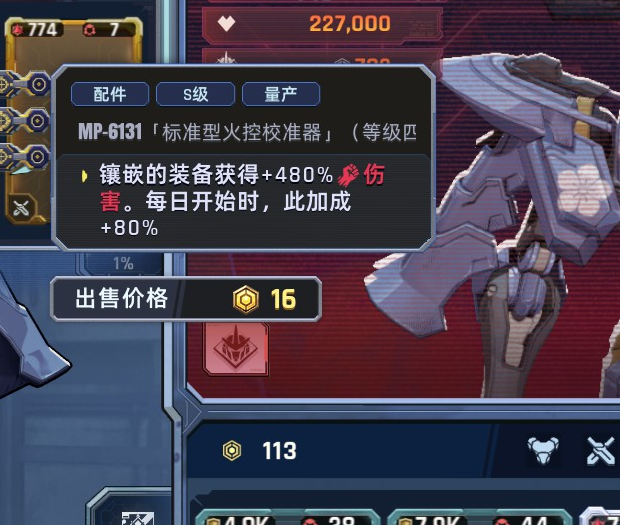 774 7
227,000
配件 S级 量产
MP-6131「标准型火控校准器」（等级四
镶嵌的装备获得+480%伤
害。每日开始时，此加成
+80%
1%
出售价格 16
113